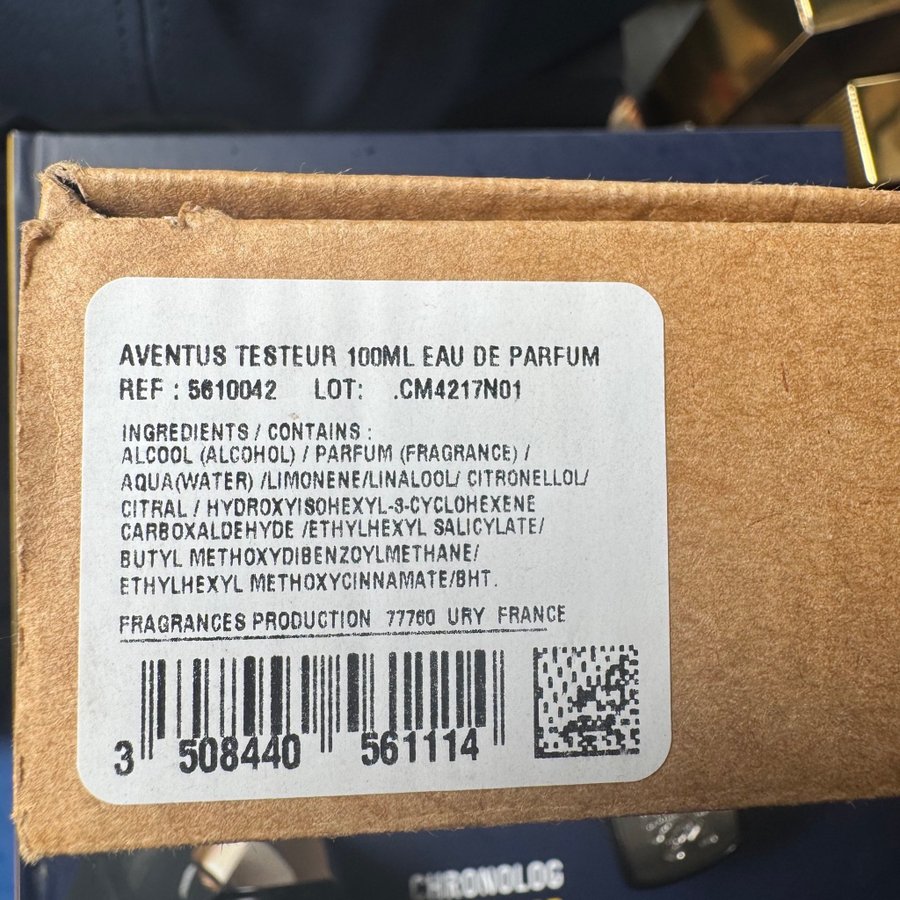 AVENTUS TESTEUR 100ML EAU DE PARFUM
REF : 5610042 LOT: .CM4217N01
INGREDIENTS / CONTAINS :
ALCOOL (ALCOHOL) / PARFUM (FRAGRANCE) /
AQUA(WATER) /LIMONENE/LINALOOL/ CITRONELLOL/
CITRAL / HYDROXYISOHEXYL-3-CYCLOHEXENE
CARBOXALDEHYDE /ETHYLHEXYL SALICYLATE/
BUTYL METHOXYDIBENZOYLMETHANE/
ETHYLHEXYL METHOXYCINNAMATE/BHT.
FRAGRANCES PRODUCTION 77760 URY FRANCE
3 508440 561114
CHRONOLOG